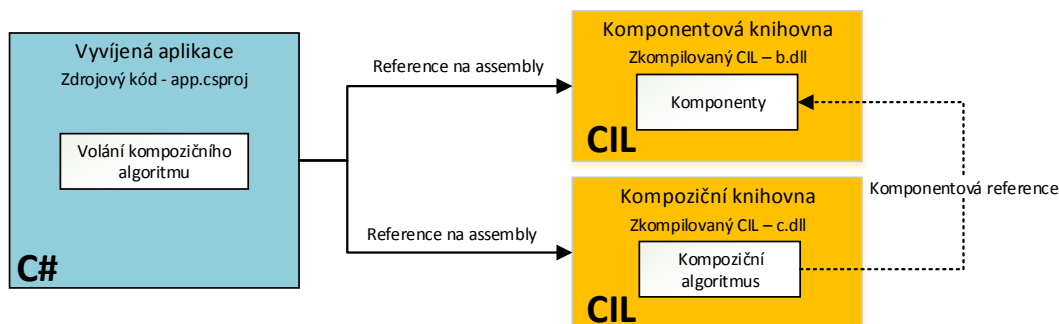 Vyvíjená aplikace
Zdrojový kód - app.csproj
Volání kompozičního
algoritmu
C#
Reference na assembly
Reference na assembly
Komponentová knihovna
Zkompilovaný CIL – b.dll
Komponenty
CIL
Kompoziční knihovna
Zkompilovaný CIL – c.dll
Kompoziční
algoritmus
CIL
Komponentová reference